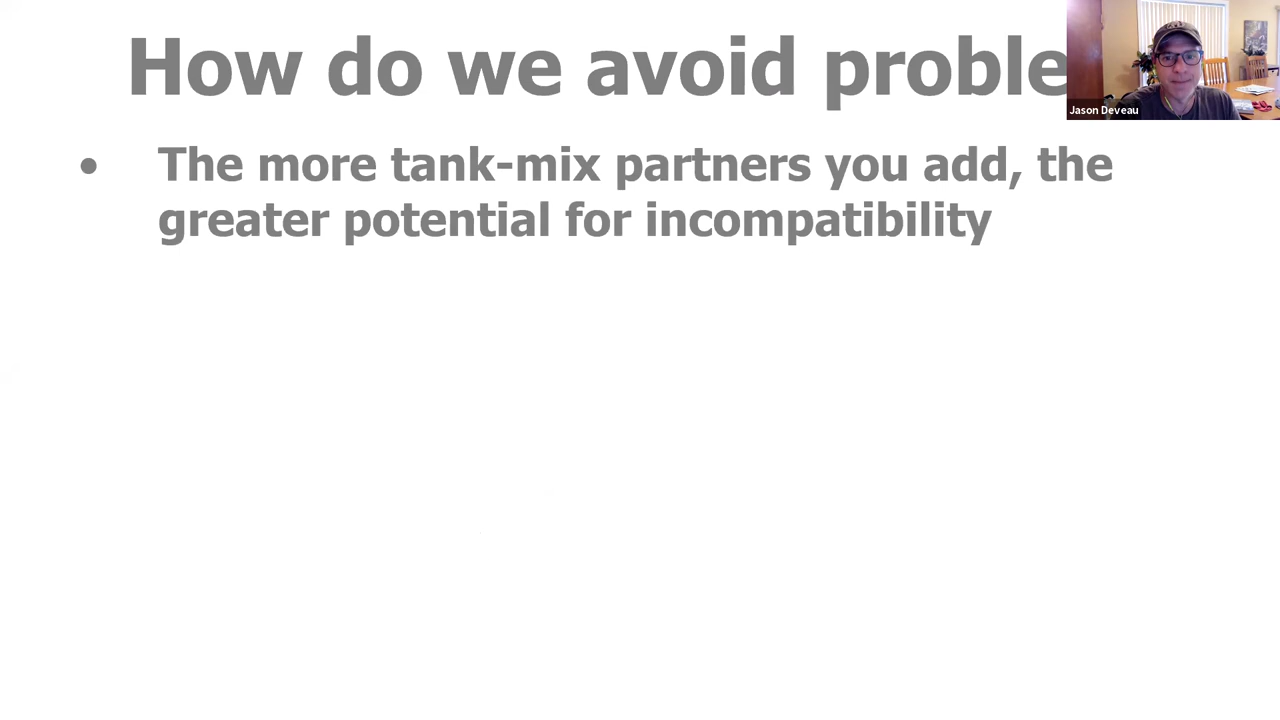 How do we avoid proble
Jason Deveau
• The more tank-mix partners you add, the
greater potential for incompatibility